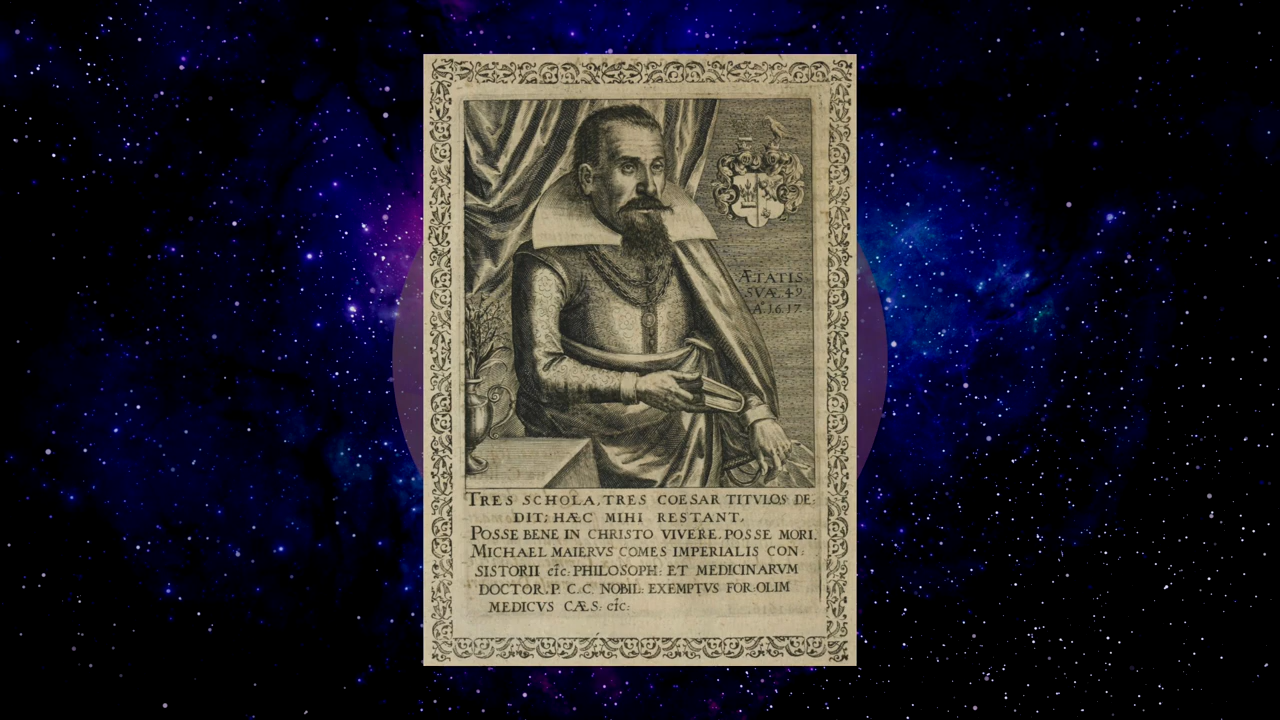 ÆTATIS
SVÆ. 49
A. 1617.
TRES SCHOLA, TRES COESAR TITVLOS DE:
DIT; HÆC MIHI RESTANT,
POSSE BENE IN CHRISTO VIVERE, POSSE MORI.
MICHAEL MAIERVS COMES IMPERIALIS CON:
SISTORII etc: PHILOSOPH: ET MEDICINARVM
DOCTOR. P. C. C. NOBIL: EXEMPTVS FOR: OLIM
MEDICVS CÆS: etc: